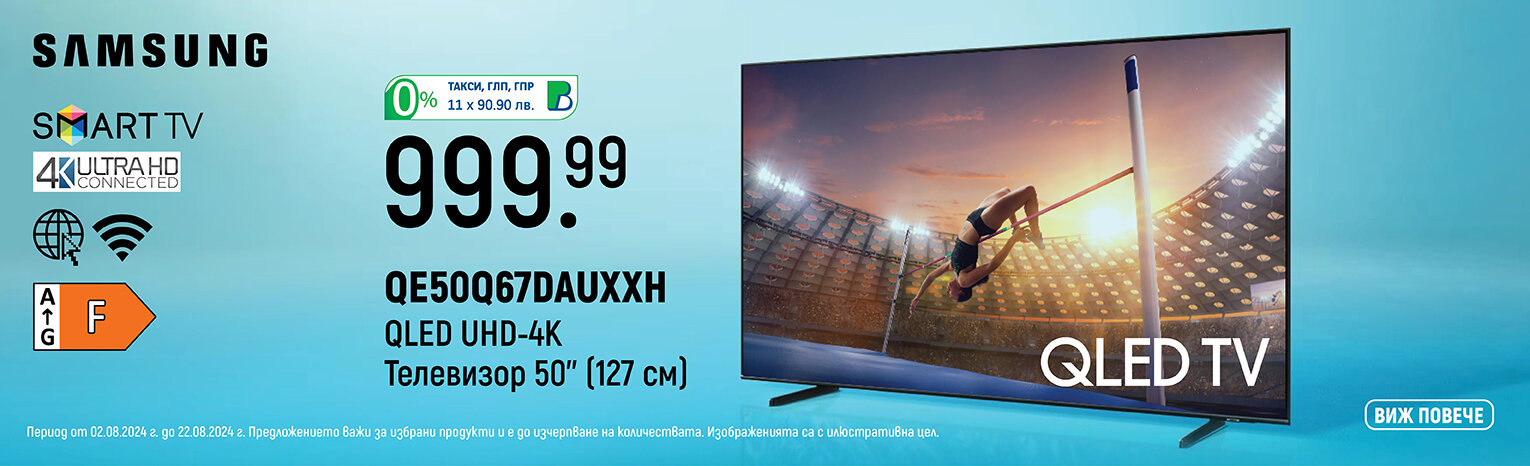 SAMSUNG
SMART TV
4K ULTRA HD
CONNECTED
A
G
F
0%
ТАКСИ, ГЛП, ГПР
11 x 90.90 лв.
B
999.99
QE50Q67DAUXXH
QLED UHD-4K
Телевизор 50" (127 см)
QLED TV
ВИЖ ПОВЕЧЕ
Период от 02.08.2024 г. до 22.08.2024 г. Предложението важи за избрани продукти и е до изчерпване на количествата. Изображенията са с илюстративна цел.